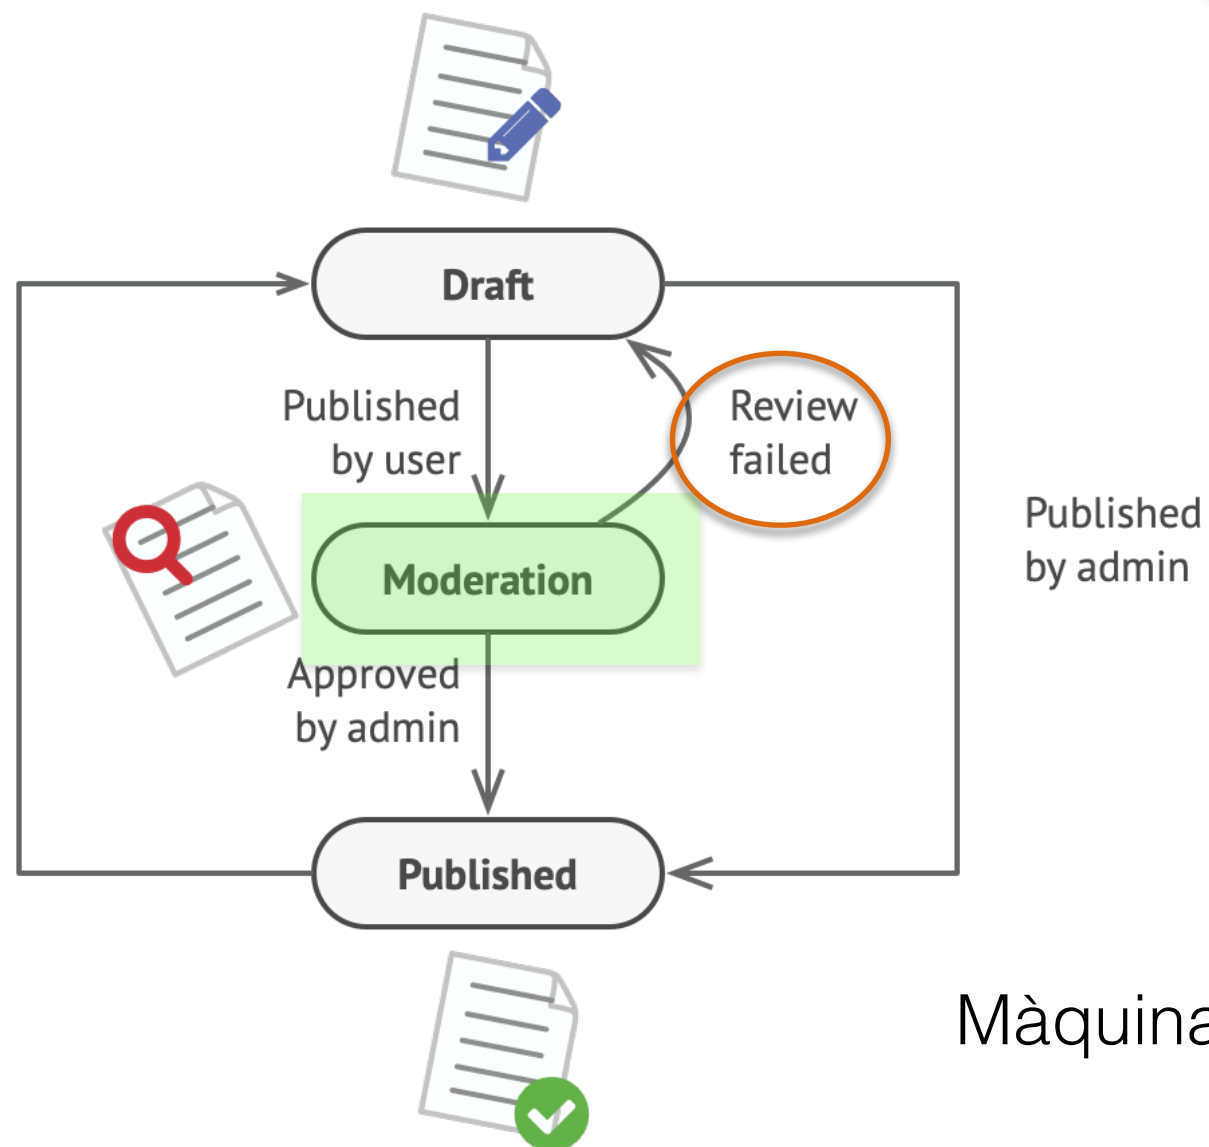 Draft
Published
by user
Review
failed
Published
by admin
Moderation
Approved
by admin
Published
Màquina